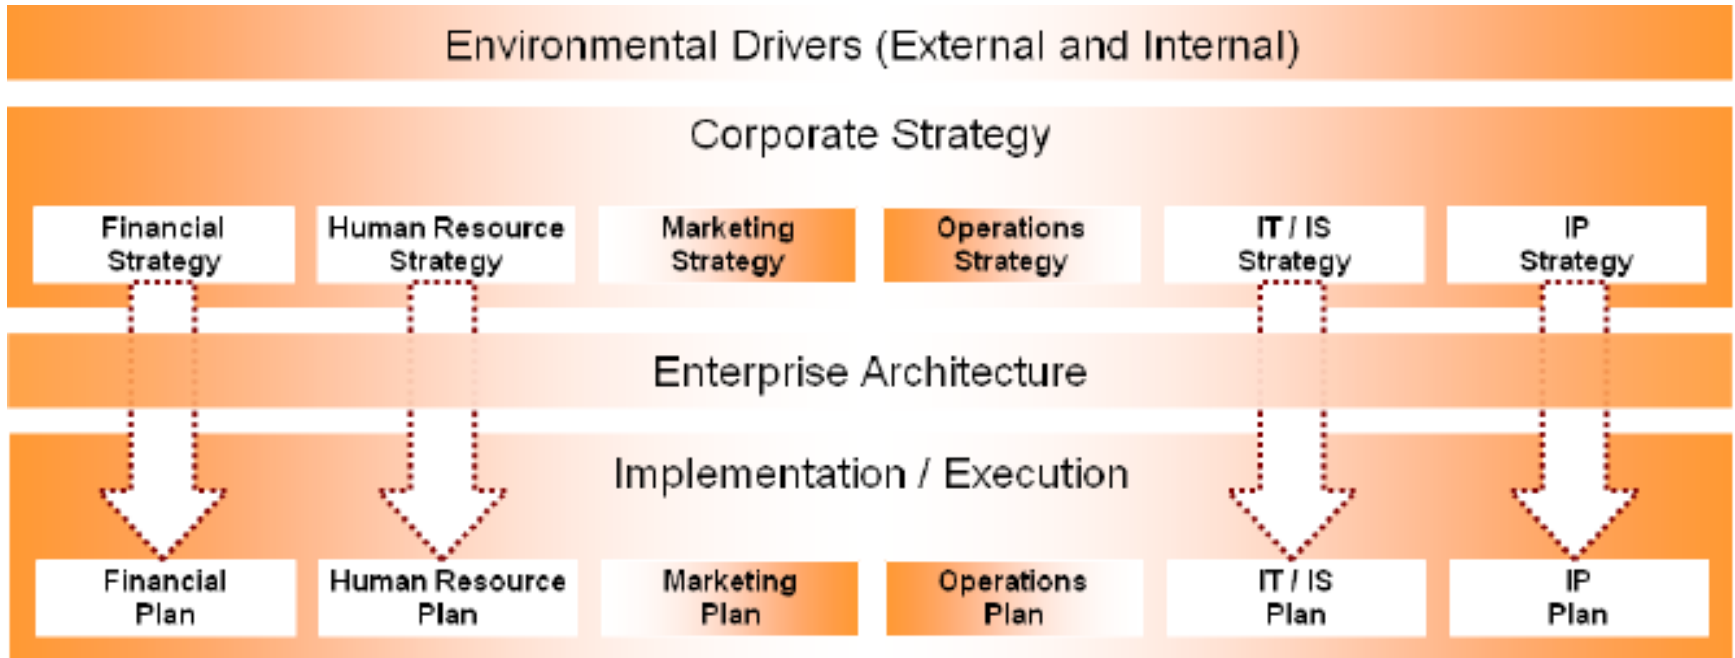 Environmental Drivers (External and Internal)
Corporate Strategy
Financial
Strategy
Human Resource
Strategy
Marketing
Strategy
Operations
Strategy
IT / IS
Strategy
IP
Strategy
Enterprise Architecture
Implementation / Execution
Financial
Plan
Human Resource
Plan
Marketing
Plan
Operations
Plan
IT / IS
Plan
IP
Plan